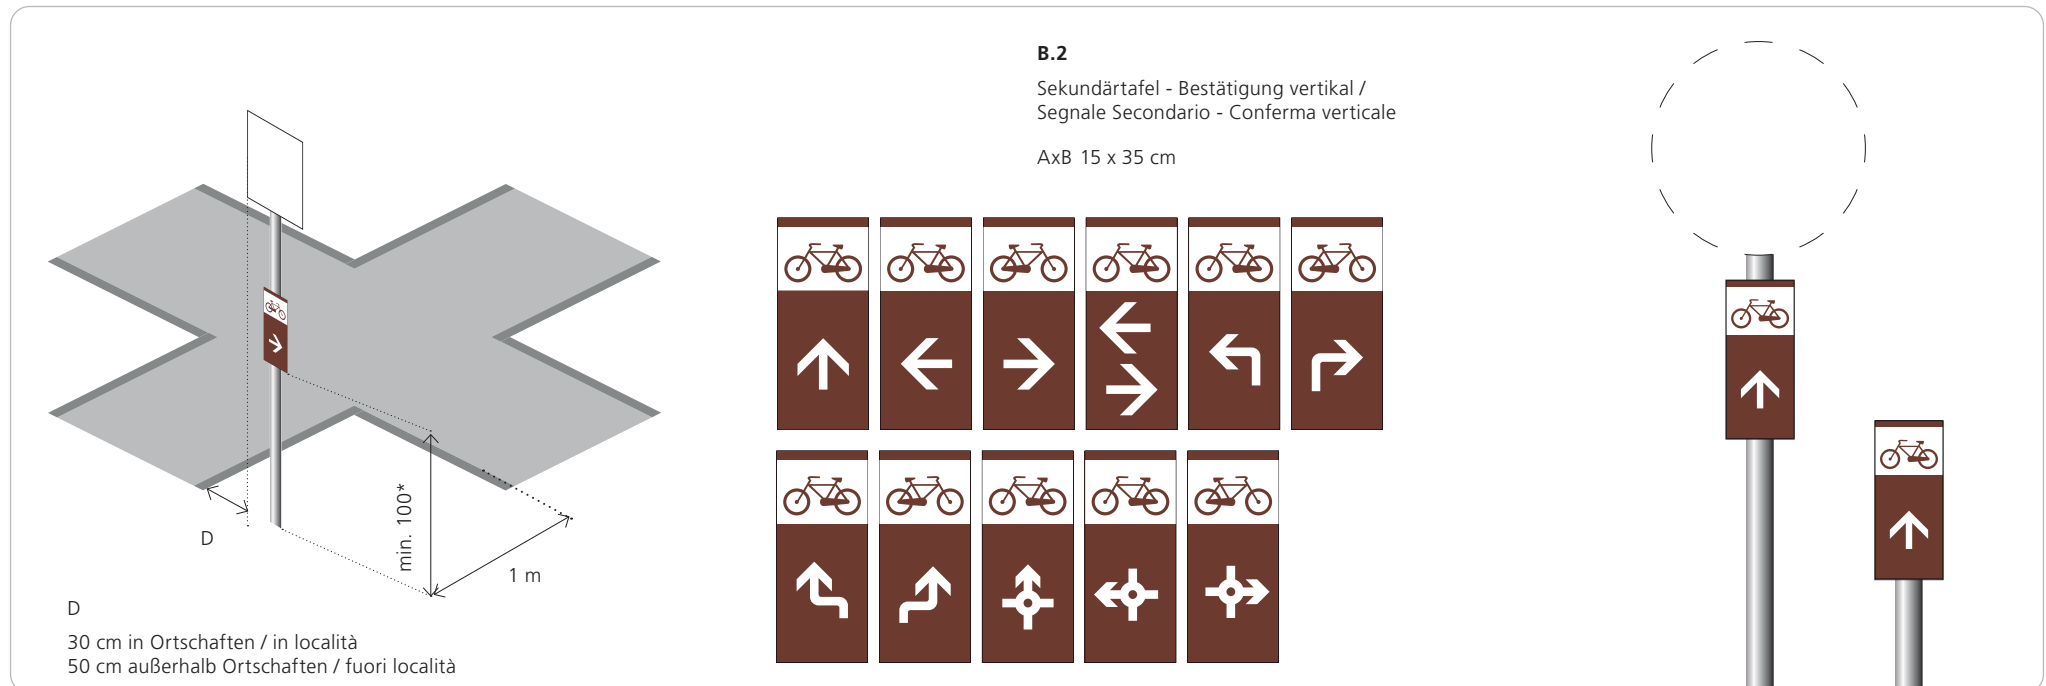 B.2
Sekundärtafel - Bestätigung vertikal /
Segnale Secondario - Conferma verticale
AxB 15 x 35 cm
min. 100*
1 m
D
D
30 cm in Ortschaften / in località
50 cm außerhalb Ortschaften / fuori località